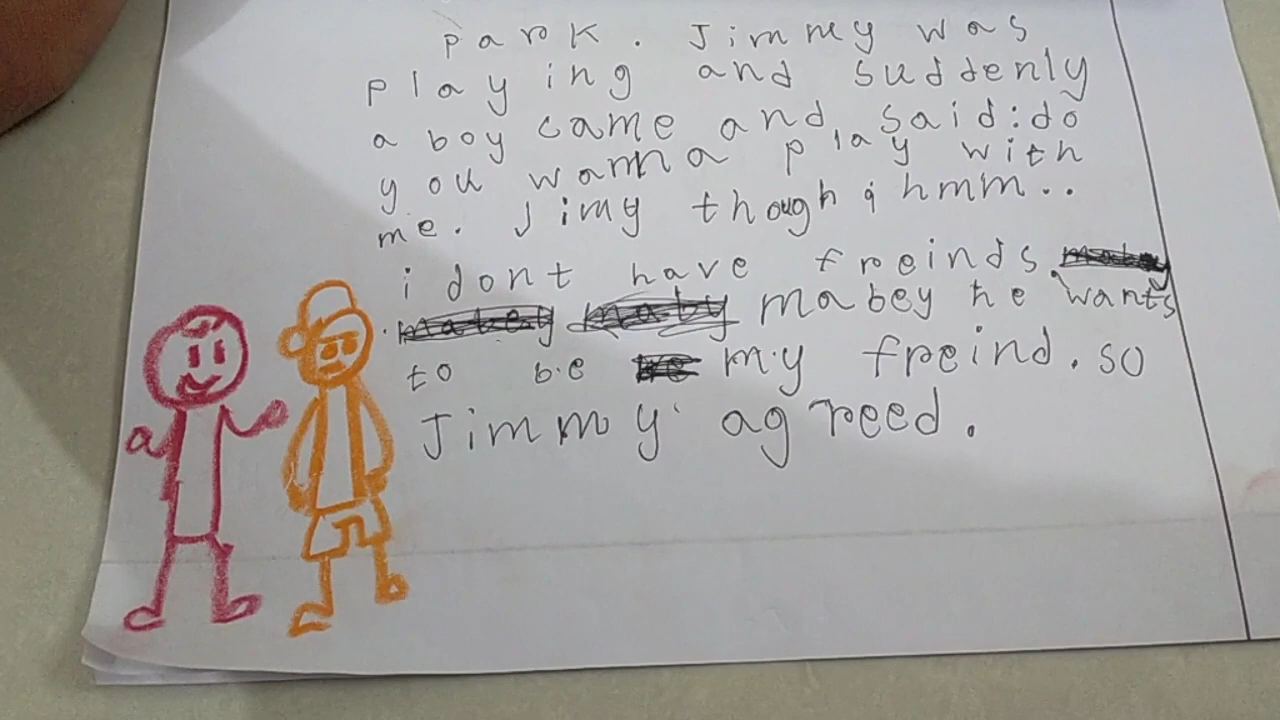 park. Jimmy was
playing and suddenly
a boy came and said:do
you wanna play with
me. Jimy though hmm..
i dont have freinds.
mabey he wants
to be my freind. so
Jimmy agreed.